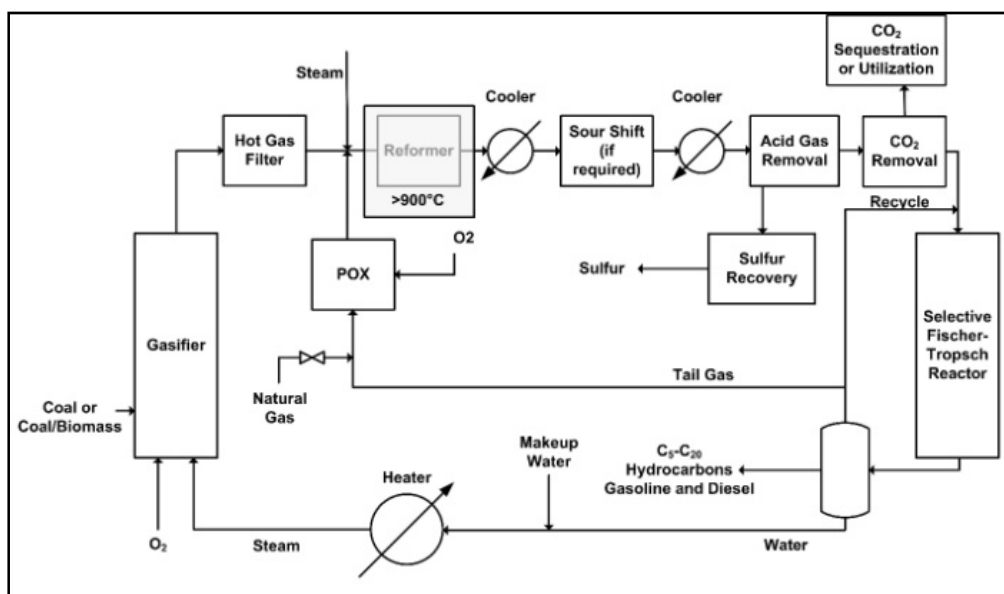 CO₂
Sequestration
or Utilization
Steam
Cooler
Cooler
Hot Gas
Filter
Reformer
>900°C
Sour Shift
(if
required)
Acid Gas
Removal
CO₂
Removal
Recycle
O2
POX
Sulfur
Sulfur
Recovery
Gasifier
Selective
Fischer-
Tropsch
Reactor
Natural
Gas
Tail Gas
Coal or
Coal/Biomass
Makeup
Water
C₅-C₂₀
Hydrocarbons
Gasoline and Diesel
Heater
O₂
Steam
Water